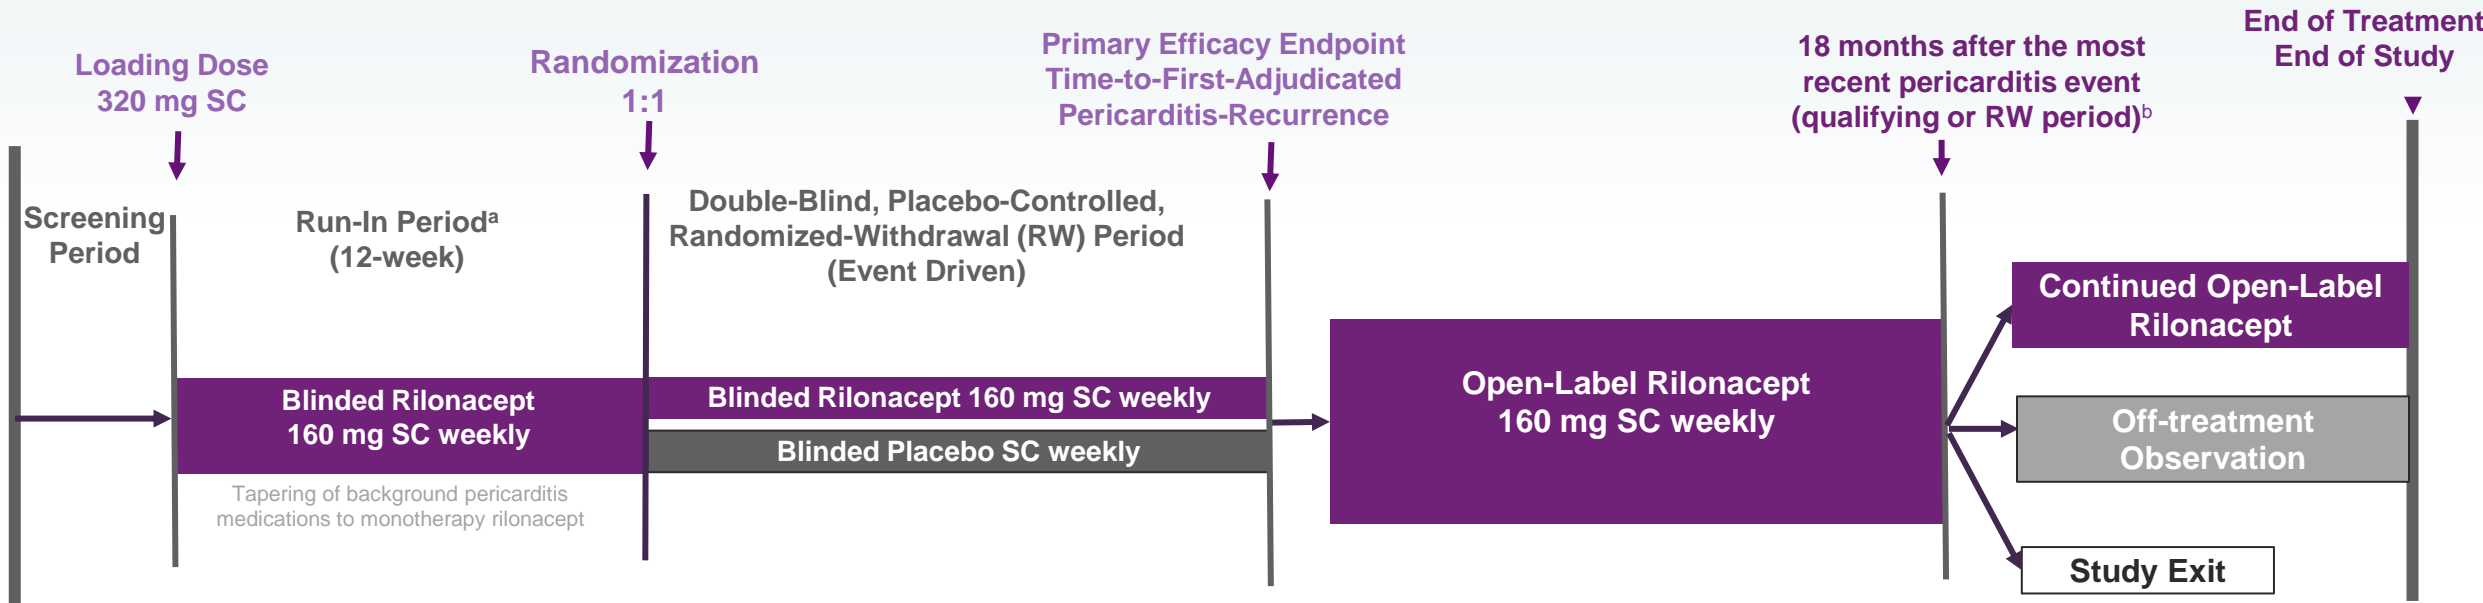 Loading Dose
320 mg SC
Randomization
1:1
Primary Efficacy Endpoint
Time-to-First-Adjudicated
Pericarditis-Recurrence
18 months after the most
recent pericarditis event
(qualifying or RW period)ᵇ
End of Treatment
End of Study
Screening
Period
Run-In Periodᵃ
(12-week)
Double-Blind, Placebo-Controlled,
Randomized-Withdrawal (RW) Period
(Event Driven)
Blinded Rilonacept
160 mg SC weekly
Tapering of background pericarditis
medications to monotherapy rilonacept
Blinded Rilonacept 160 mg SC weekly
Blinded Placebo SC weekly
Open-Label Rilonacept
160 mg SC weekly
Continued Open-Label
Rilonacept
Off-treatment
Observation
Study Exit